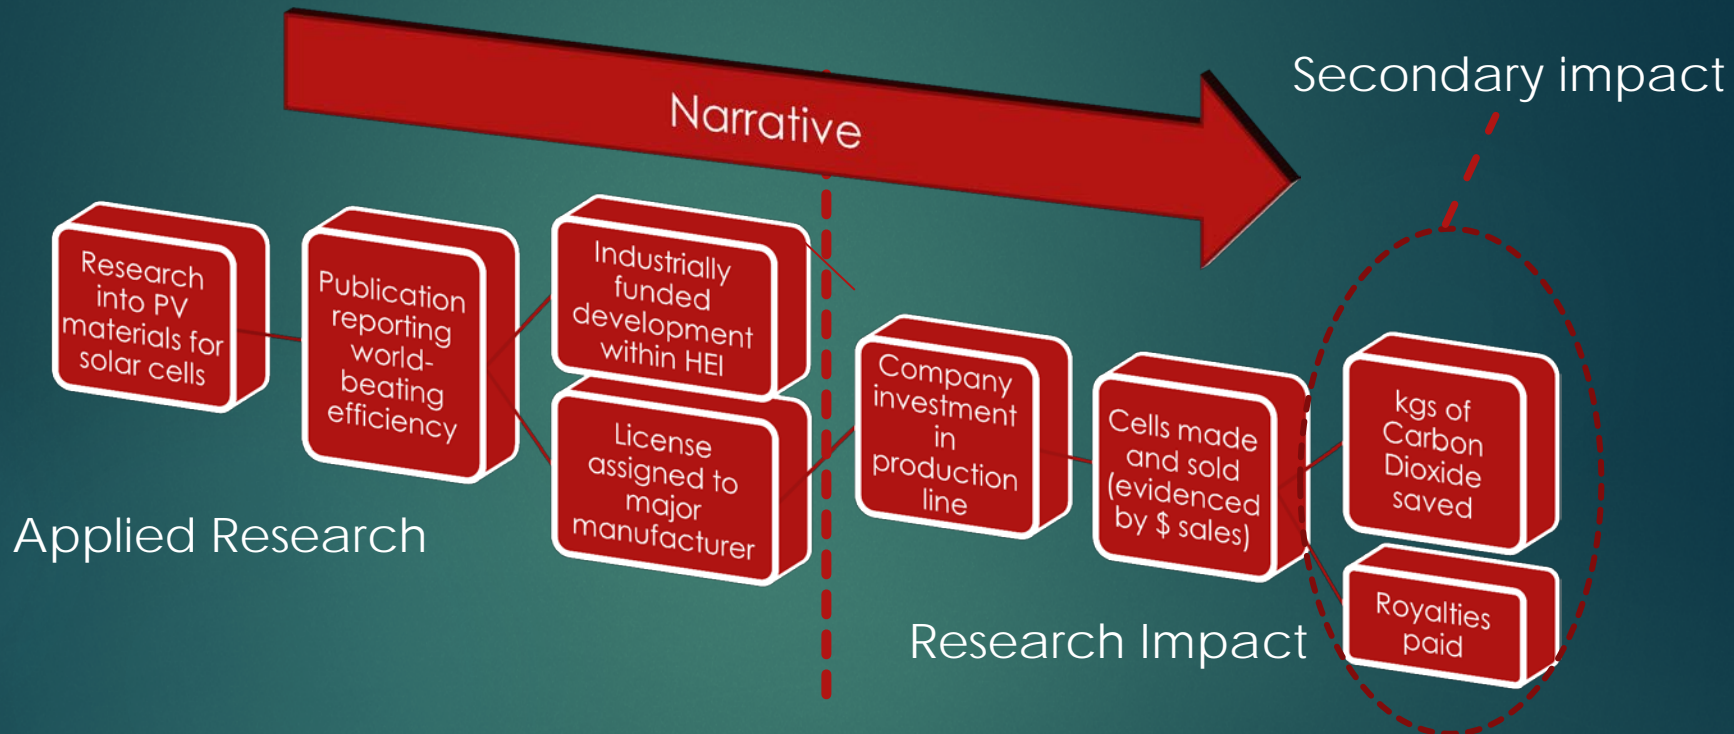 Narrative
Secondary impact
Research
into PV
materials for
solar cells
Publication
reporting
world-
beating
efficiency
Industrially
funded
development
within HEI
License
assigned to
major
manufacturer
Company
investment
in
production
line
Cells made
and sold
(evidenced
by $ sales)
kgs of
Carbon
Dioxide
saved
Royalties
paid
Applied Research
Research Impact